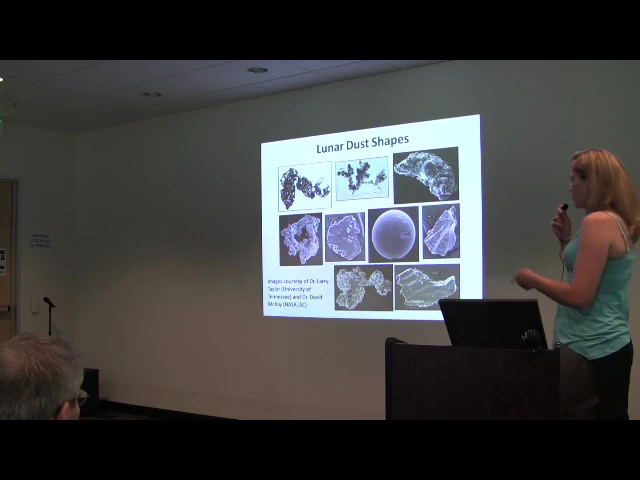 Lunar Dust Shapes
Images courtesy of Dr. Larry
Taylor (University of
Tennessee) and Dr. David
McKay (NASA JSC)